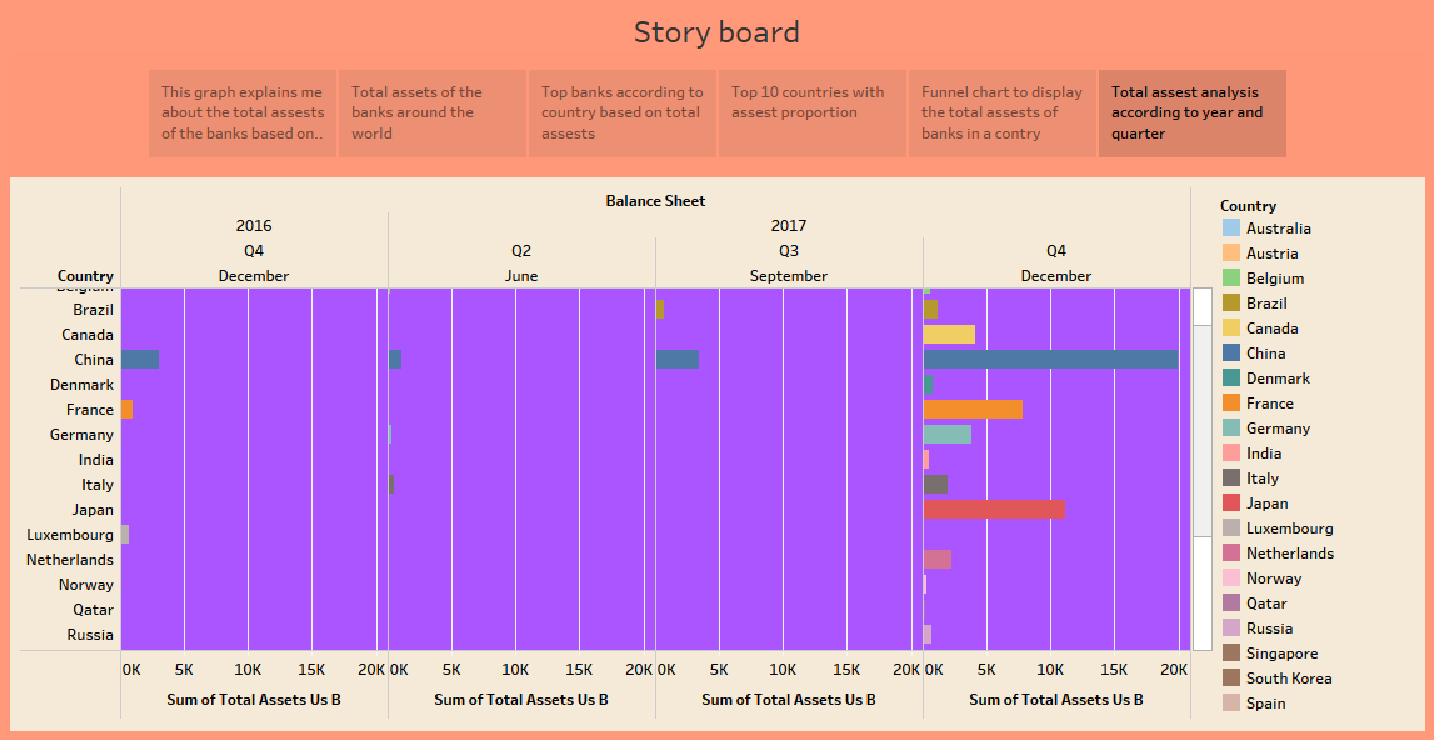 Story board
This graph explains me
about the total assests
of the banks based on..
Total assets of the
banks around the
world
Top banks according to
country based on total
assests
Top 10 countries with
assest proportion
Funnel chart to display
the total assests of
banks in a contry
Total assest analysis
according to year and
quarter
Balance Sheet
2016
2017
Q4
Q2
Q3
Q4
Country
December
June
September
December
Belgium
Brazil
Canada
China
Denmark
France
Germany
India
Italy
Japan
Luxembourg
Netherlands
Norway
Qatar
Russia
0K 5K 10K 15K 20K 0K 5K 10K 15K 20K 0K 5K 10K 15K 20K 0K 5K 10K 15K 20K
Sum of Total Assets Us B
Sum of Total Assets Us B
Sum of Total Assets Us B
Sum of Total Assets Us B
Country
Australia
Austria
Belgium
Brazil
Canada
China
Denmark
France
Germany
India
Italy
Japan
Luxembourg
Netherlands
Norway
Qatar
Russia
Singapore
South Korea
Spain